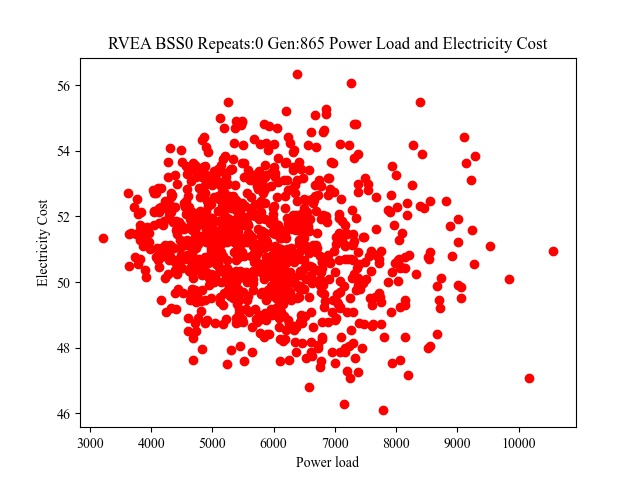 RVEA BSS0 Repeats:0 Gen:865 Power Load and Electricity Cost
56
54
52
50
48
46
Electricity Cost
3000 4000 5000 6000 7000 8000 9000 10000
Power load